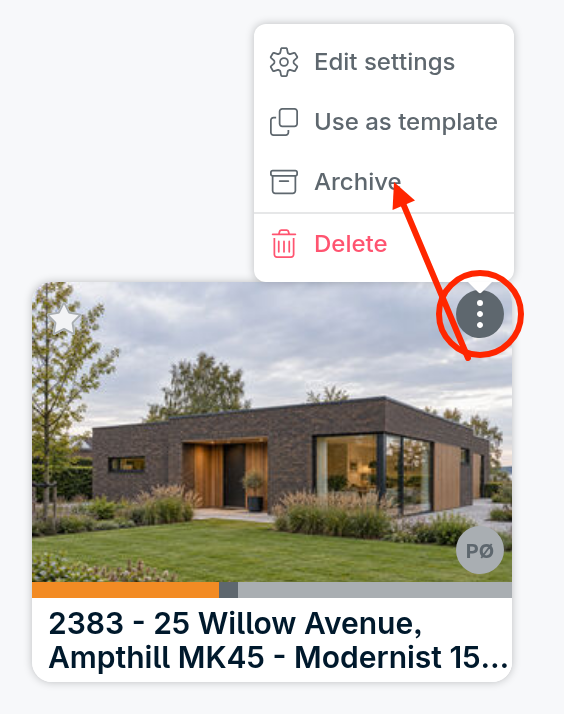 Edit settings
Use as template
Archive
Delete
PØ
2383 - 25 Willow Avenue,
Ampthill MK45 - Modernist 15...